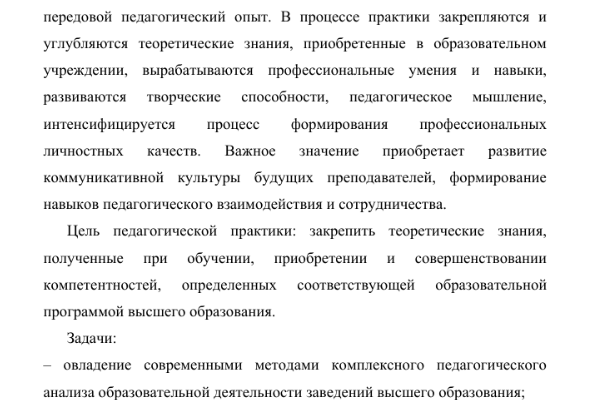 передовой педагогический опыт. В процессе практики закрепляются и
углубляются теоретические знания, приобретенные в образовательном
учреждении, вырабатываются профессиональные умения и навыки,
развиваются творческие способности, педагогическое мышление,
интенсифицируется процесс формирования профессиональных
личностных качеств. Важное значение приобретает развитие
коммуникативной культуры будущих преподавателей, формирование
навыков педагогического взаимодействия и сотрудничества.
Цель педагогической практики: закрепить теоретические знания,
полученные при обучении, приобретении и совершенствовании
компетентностей, определенных соответствующей образовательной
программой высшего образования.
Задачи:
– овладение современными методами комплексного педагогического
анализа образовательной деятельности заведений высшего образования;